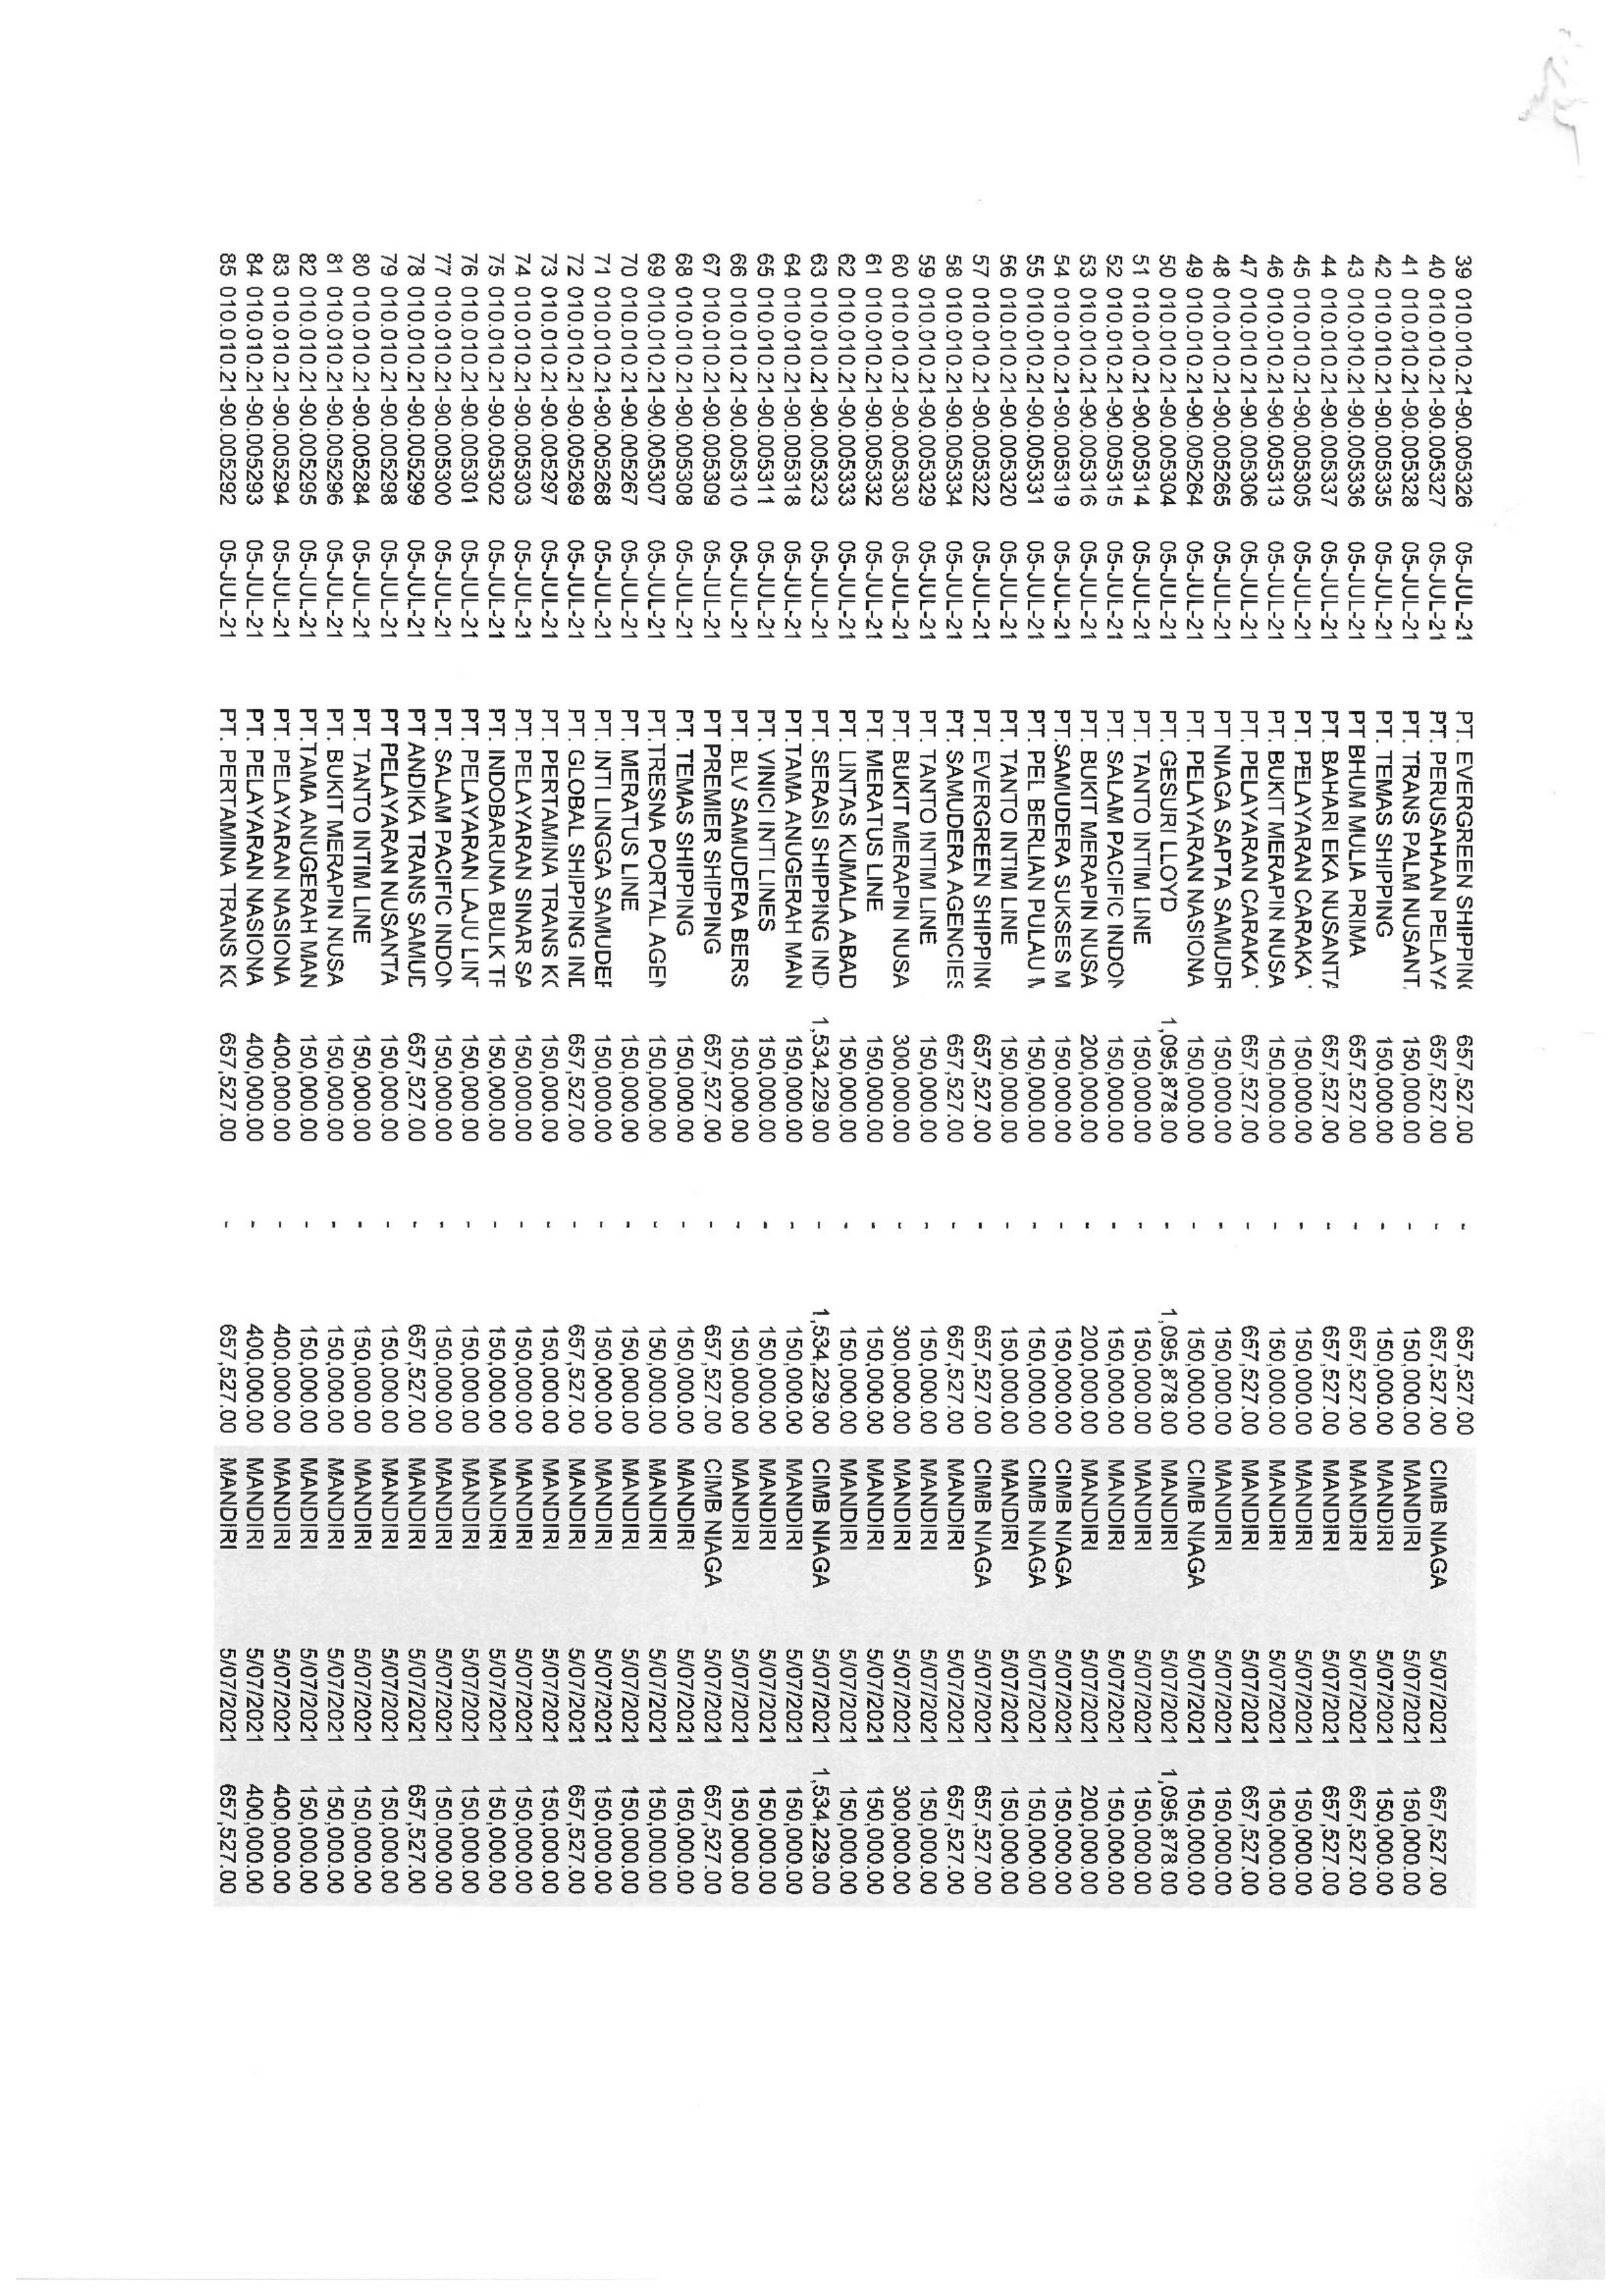 39 010.010.21-90.005326 05-JUL-21 PT. EVERGREEN SHIPPIN 657,527.00 - 657,527.00
40 010.010.21-90.005327 05-JUL-21 PT. PERUSAHAAN PELAYA 657,527.00 - 657,527.00 CIMB NIAGA 5/07/2021 657,527.00
41 010.010.21-90.005328 05-JUL-21 PT. TRANS PALM NUSANT 150,000.00 - 150,000.00 MANDIRI 5/07/2021 150,000.00
42 010.010.21-90.005335 05-JUL-21 PT. TEMAS SHIPPING 150,000.00 - 150,000.00 MANDIRI 5/07/2021 150,000.00
43 010.010.21-90.005336 05-JUL-21 PT BHUM MULIA PRIMA 657,527.00 - 657,527.00 MANDIRI 5/07/2021 657,527.00
44 010.010.21-90.005337 05-JUL-21 PT. BAHARI EKA NUSANTA 657,527.00 - 657,527.00 MANDIRI 5/07/2021 657,527.00
45 010.010.21-90.005305 05-JUL-21 PT. PELAYARAN CARAKA 150,000.00 - 150,000.00 MANDIRI 5/07/2021 150,000.00
46 010.010.21-90.005313 05-JUL-21 PT. BUKIT MERAPIN NUSA 150,000.00 - 150,000.00 MANDIRI 5/07/2021 150,000.00
47 010.010.21-90.005306 05-JUL-21 PT. PELAYARAN CARAKA 657,527.00 - 657,527.00 MANDIRI 5/07/2021 657,527.00
48 010.010.21-90.005265 05-JUL-21 PT NIAGA SAPTA SAMUDR 150,000.00 - 150,000.00 MANDIRI 5/07/2021 150,000.00
49 010.010.21-90.005264 05-JUL-21 PT. PELAYARAN NASIONA 150,000.00 - 150,000.00 CIMB NIAGA 5/07/2021 150,000.00
50 010.010.21-90.005304 05-JUL-21 PT. GESURI LLOYD 1,095,878.00 - 1,095,878.00 MANDIRI 5/07/2021 1,095,878.00
51 010.010.21-90.005314 05-JUL-21 PT. TANTO INTIM LINE 150,000.00 - 150,000.00 MANDIRI 5/07/2021 150,000.00
52 010.010.21-90.005315 05-JUL-21 PT. SALAM PACIFIC INDON 150,000.00 - 150,000.00 MANDIRI 5/07/2021 150,000.00
53 010.010.21-90.005316 05-JUL-21 PT. BUKIT MERAPIN NUSA 200,000.00 - 200,000.00 MANDIRI 5/07/2021 200,000.00
54 010.010.21-90.005319 05-JUL-21 PT.SAMUDERA SUKSES M 150,000.00 - 150,000.00 CIMB NIAGA 5/07/2021 150,000.00
55 010.010.21-90.005331 05-JUL-21 PT. PEL BERLIAN PULAU M 150,000.00 - 150,000.00 CIMB NIAGA 5/07/2021 150,000.00
56 010.010.21-90.005320 05-JUL-21 PT. TANTO INTIM LINE 150,000.00 - 150,000.00 MANDIRI 5/07/2021 150,000.00
57 010.010.21-90.005322 05-JUL-21 PT. EVERGREEN SHIPPIN 657,527.00 - 657,527.00 CIMB NIAGA 5/07/2021 657,527.00
58 010.010.21-90.005334 05-JUL-21 PT. SAMUDERA AGENCIES 657,527.00 - 657,527.00 MANDIRI 5/07/2021 657,527.00
59 010.010.21-90.005329 05-JUL-21 PT. TANTO INTIM LINE 150,000.00 - 150,000.00 MANDIRI 5/07/2021 150,000.00
60 010.010.21-90.005330 05-JUL-21 PT. BUKIT MERAPIN NUSA 300,000.00 - 300,000.00 MANDIRI 5/07/2021 300,000.00
61 010.010.21-90.005332 05-JUL-21 PT. MERATUS LINE 150,000.00 - 150,000.00 MANDIRI 5/07/2021 150,000.00
62 010.010.21-90.005333 05-JUL-21 PT. LINTAS KUMALA ABAD 150,000.00 - 150,000.00 MANDIRI 5/07/2021 150,000.00
63 010.010.21-90.005323 05-JUL-21 PT. SERASI SHIPPING IND 1,534,229.00 - 1,534,229.00 CIMB NIAGA 5/07/2021 1,534,229.00
64 010.010.21-90.005318 05-JUL-21 PT.TAMA ANUGERAH MAN 150,000.00 - 150,000.00 MANDIRI 5/07/2021 150,000.00
65 010.010.21-90.005311 05-JUL-21 PT. VINICI INTI LINES 150,000.00 - 150,000.00 MANDIRI 5/07/2021 150,000.00
66 010.010.21-90.005310 05-JUL-21 PT. BLV SAMUDERA BERS 150,000.00 - 150,000.00 MANDIRI 5/07/2021 150,000.00
67 010.010.21-90.005309 05-JUL-21 PT PREMIER SHIPPING 657,527.00 - 657,527.00 CIMB NIAGA 5/07/2021 657,527.00
68 010.010.21-90.005308 05-JUL-21 PT. TEMAS SHIPPING 150,000.00 - 150,000.00 MANDIRI 5/07/2021 150,000.00
69 010.010.21-90.005307 05-JUL-21 PT.TRESNA PORTAL AGEN 150,000.00 - 150,000.00 MANDIRI 5/07/2021 150,000.00
70 010.010.21-90.005267 05-JUL-21 PT. MERATUS LINE 150,000.00 - 150,000.00 MANDIRI 5/07/2021 150,000.00
71 010.010.21-90.005268 05-JUL-21 PT. INTI LINGGA SAMUDER 150,000.00 - 150,000.00 MANDIRI 5/07/2021 150,000.00
72 010.010.21-90.005269 05-JUL-21 PT. GLOBAL SHIPPING IND 657,527.00 - 657,527.00 MANDIRI 5/07/2021 657,527.00
73 010.010.21-90.005297 05-JUL-21 PT. PERTAMINA TRANS KO 150,000.00 - 150,000.00 MANDIRI 5/07/2021 150,000.00
74 010.010.21-90.005303 05-JUL-21 PT. PELAYARAN SINAR SA 150,000.00 - 150,000.00 MANDIRI 5/07/2021 150,000.00
75 010.010.21-90.005302 05-JUL-21 PT. INDOBARUNA BULK TR 150,000.00 - 150,000.00 MANDIRI 5/07/2021 150,000.00
76 010.010.21-90.005301 05-JUL-21 PT. PELAYARAN LAJU LINT 150,000.00 - 150,000.00 MANDIRI 5/07/2021 150,000.00
77 010.010.21-90.005300 05-JUL-21 PT. SALAM PACIFIC INDON 150,000.00 - 150,000.00 MANDIRI 5/07/2021 150,000.00
78 010.010.21-90.005299 05-JUL-21 PT ANDIKA TRANS SAMUD 657,527.00 - 657,527.00 MANDIRI 5/07/2021 657,527.00
79 010.010.21-90.005298 05-JUL-21 PT PELAYARAN NUSANTA 150,000.00 - 150,000.00 MANDIRI 5/07/2021 150,000.00
80 010.010.21-90.005284 05-JUL-21 PT. TANTO INTIM LINE 150,000.00 - 150,000.00 MANDIRI 5/07/2021 150,000.00
81 010.010.21-90.005296 05-JUL-21 PT. BUKIT MERAPIN NUSA 150,000.00 - 150,000.00 MANDIRI 5/07/2021 150,000.00
82 010.010.21-90.005295 05-JUL-21 PT.TAMA ANUGERAH MAN 150,000.00 - 150,000.00 MANDIRI 5/07/2021 150,000.00
83 010.010.21-90.005294 05-JUL-21 PT. PELAYARAN NASIONA 400,000.00 - 400,000.00 MANDIRI 5/07/2021 400,000.00
84 010.010.21-90.005293 05-JUL-21 PT. PELAYARAN NASIONA 400,000.00 - 400,000.00 MANDIRI 5/07/2021 400,000.00
85 010.010.21-90.005292 05-JUL-21 PT. PERTAMINA TRANS KO 657,527.00 - 657,527.00 MANDIRI 5/07/2021 657,527.00